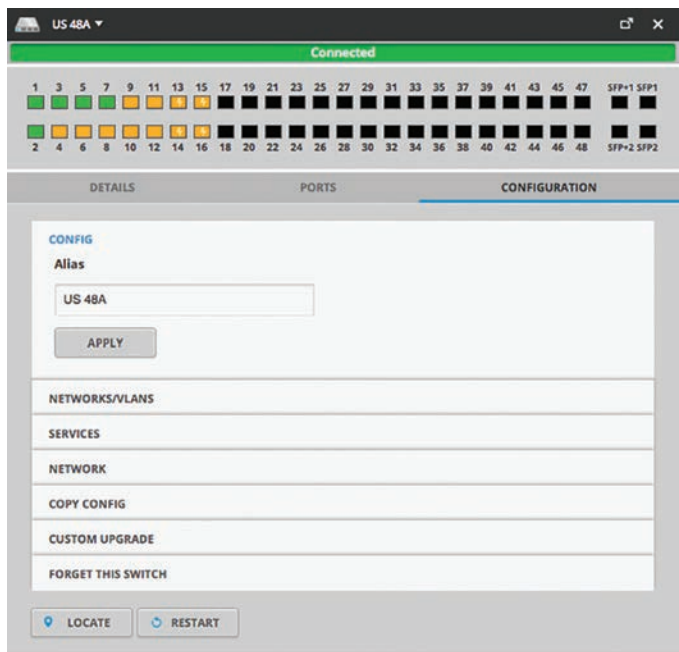 US 48A
Connected
1 3 5 7 9 11 13 15 17 19 21 23 25 27 29 31 33 35 37 39 41 43 45 47 SFP+1 SFP1
2 4 6 8 10 12 14 16 18 20 22 24 26 28 30 32 34 36 38 40 42 44 46 48 SFP+2 SFP2
DETAILS PORTS CONFIGURATION
CONFIG
Alias
US 48A
APPLY
NETWORKS/VLANS
SERVICES
NETWORK
COPY CONFIG
CUSTOM UPGRADE
FORGET THIS SWITCH
LOCATE RESTART